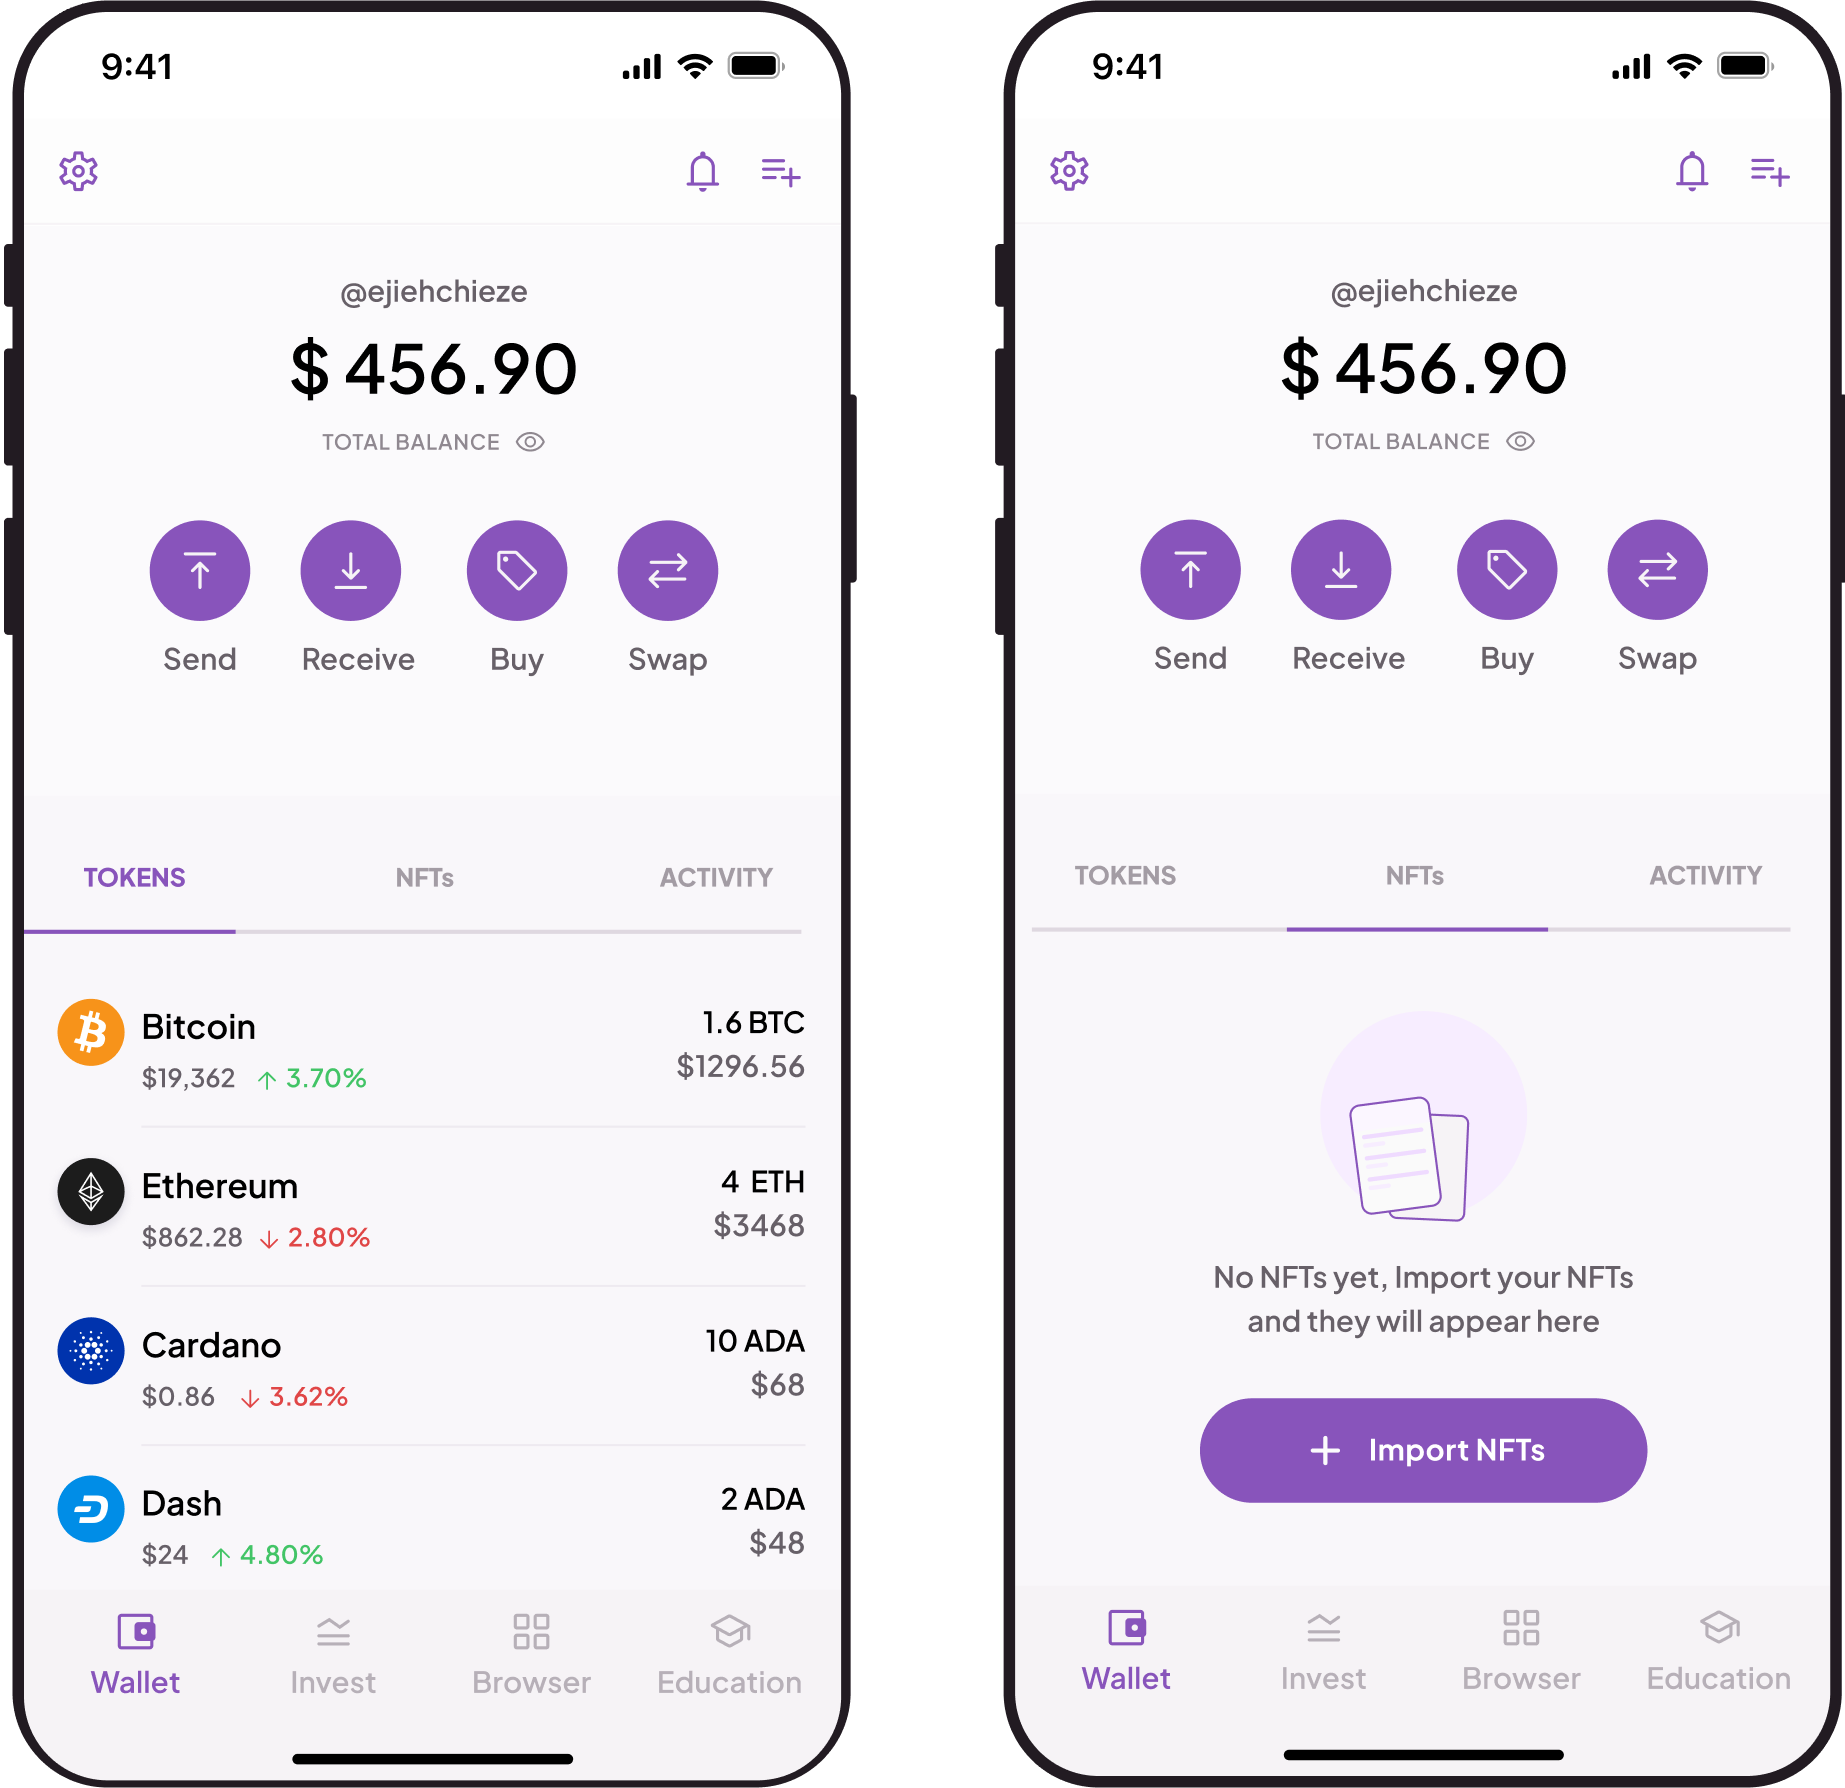 9:41
@ejiehchieze
$ 456.90
TOTAL BALANCE
Send Receive Buy Swap
TOKENS NFTs ACTIVITY
Bitcoin 1.6 BTC
$19,362 ↑ 3.70% $1296.56
Ethereum 4 ETH
$862.28 ↓ 2.80% $3468
Cardano 10 ADA
$0.86 ↓ 3.62% $68
Dash 2 ADA
$24 ↑ 4.80% $48
Wallet Invest Browser Education
9:41
@ejiehchieze
$ 456.90
TOTAL BALANCE
Send Receive Buy Swap
TOKENS NFTs ACTIVITY
No NFTs yet, Import your NFTs
and they will appear here
+ Import NFTs
Wallet Invest Browser Education